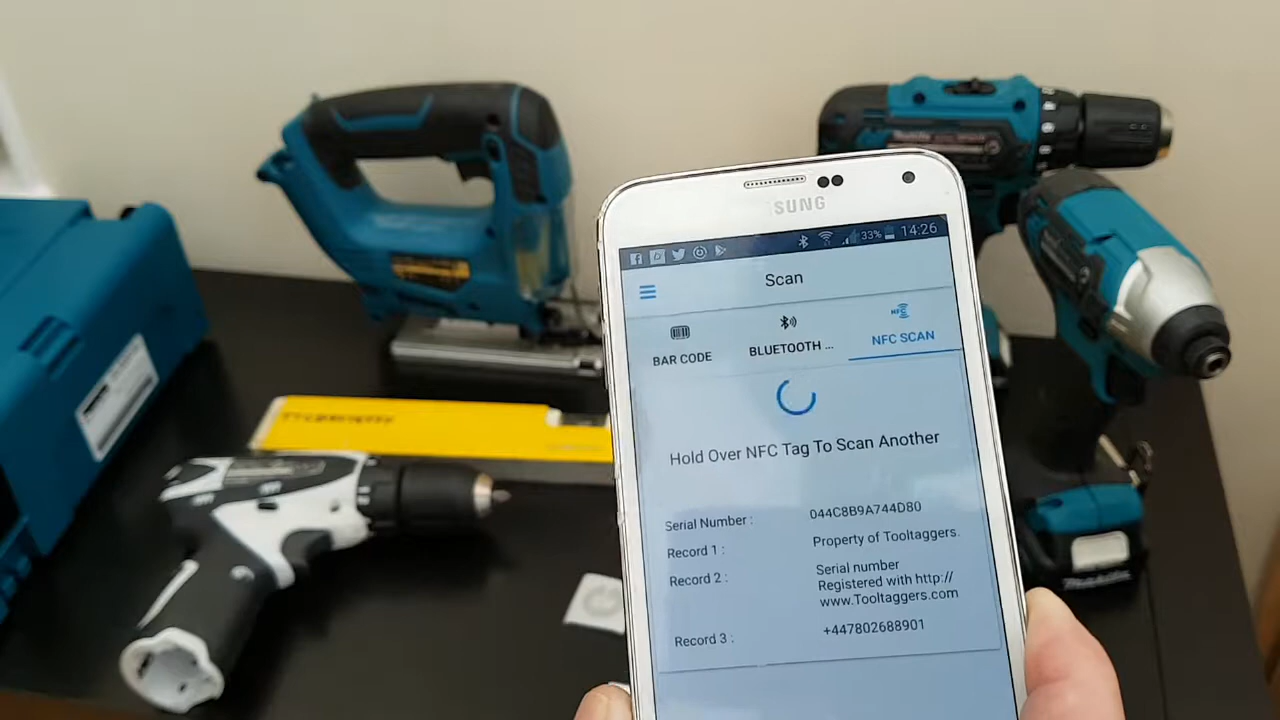 SUNG
33% 14:26
Scan
BAR CODE
BLUETOOTH ...
NFC SCAN
Hold Over NFC Tag To Scan Another
Serial Number : 044C8B9A744D80
Record 1 : Property of Tooltaggers.
Record 2 : Serial number
Registered with http://
www.Tooltaggers.com
Record 3 : +447802688901